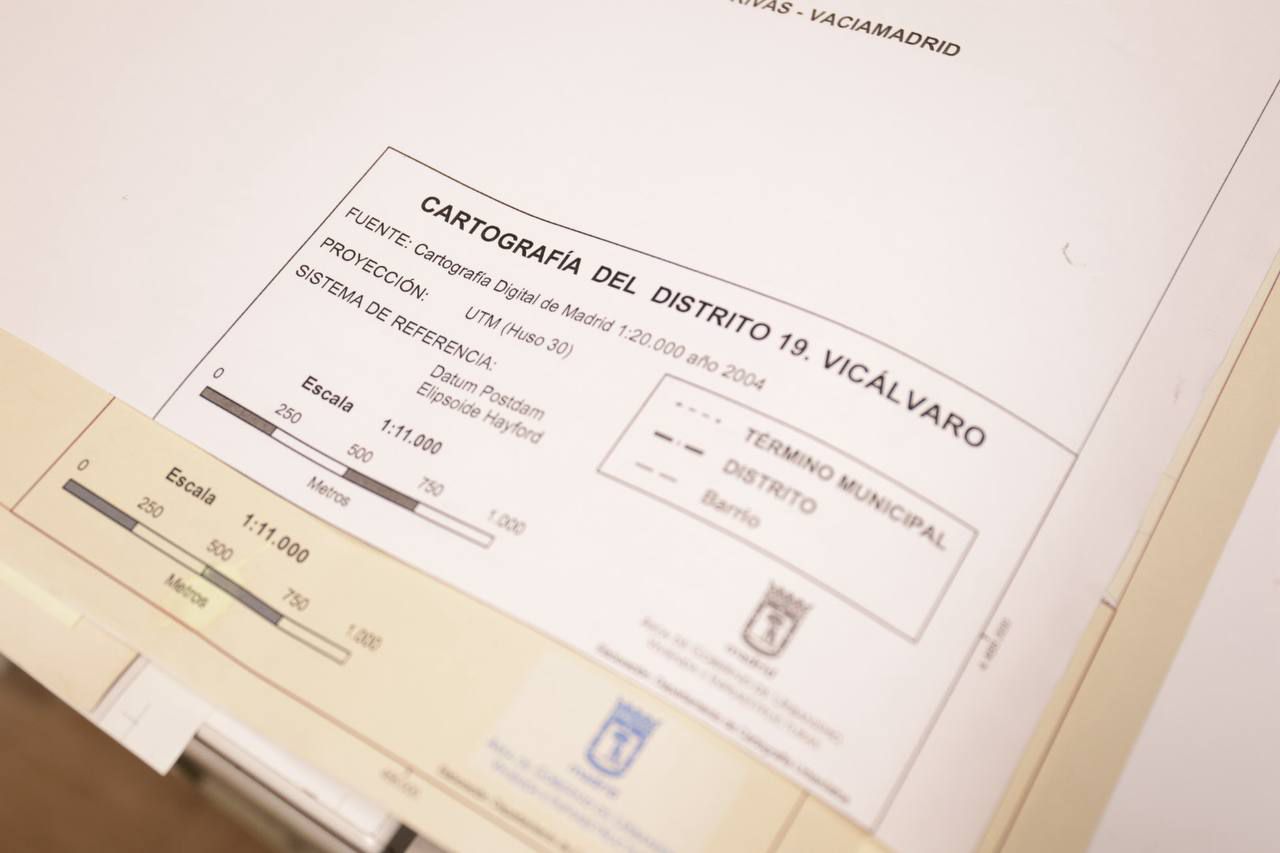 RIVAS - VACIAMADRID
CARTOGRAFÍA DEL DISTRITO 19. VICÁLVARO
FUENTE: Cartografía Digital de Madrid 1:20.000 año 2004
PROYECCIÓN: UTM (Huso 30)
SISTEMA DE REFERENCIA:
Datum Postdam
Elipsoide Hayford
Escala 1:11.000
0 250 500 750 1.000
Metros
TÉRMINO MUNICIPAL
DISTRITO
Barrio
madrid
Escala 1:11.000
0 250 500 750 1.000
Metros
madrid